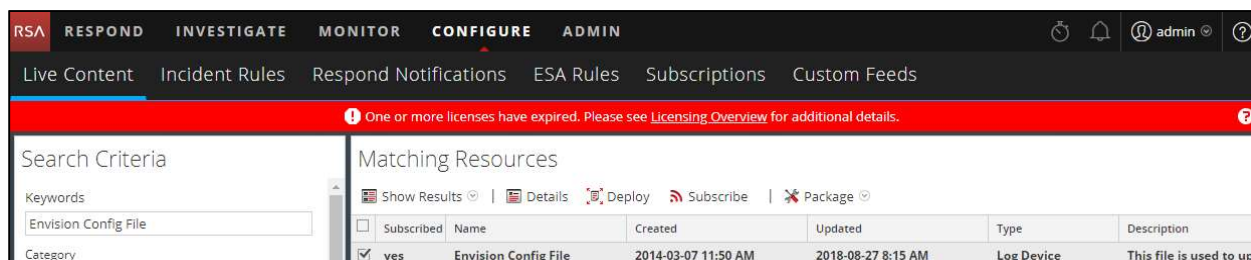 RSA RESPOND INVESTIGATE MONITOR CONFIGURE ADMIN admin ?
Live Content Incident Rules Respond Notifications ESA Rules Subscriptions Custom Feeds
! One or more licenses have expired. Please see Licensing Overview for additional details. ?
Search Criteria
Keywords
Envision Config File
Category
Matching Resources
Show Results | Details Deploy Subscribe | Package
Subscribed Name Created Updated Type Description
yes Envision Config File 2014-03-07 11:50 AM 2018-08-27 8:15 AM Log Device This file is used to up